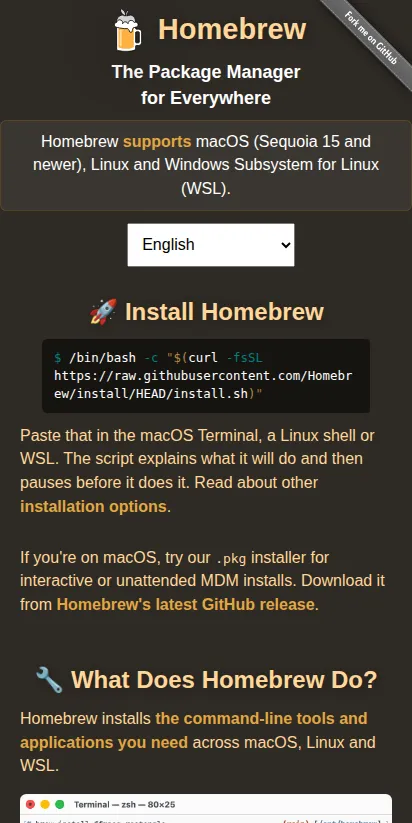 Homebrew
Fork me on GitHub
The Package Manager
for Everywhere
Homebrew supports macOS (Sequoia 15 and
newer), Linux and Windows Subsystem for Linux
(WSL).
English
🚀 Install Homebrew
$ /bin/bash -c "$(curl -fsSL
https://raw.githubusercontent.com/Homebr
ew/install/HEAD/install.sh)"
Paste that in the macOS Terminal, a Linux shell or
WSL. The script explains what it will do and then
pauses before it does it. Read about other
installation options.
If you're on macOS, try our .pkg installer for
interactive or unattended MDM installs. Download it
from Homebrew's latest GitHub release.
🔧 What Does Homebrew Do?
Homebrew installs the command-line tools and
applications you need across macOS, Linux and
WSL.
Terminal — zsh — 80×25